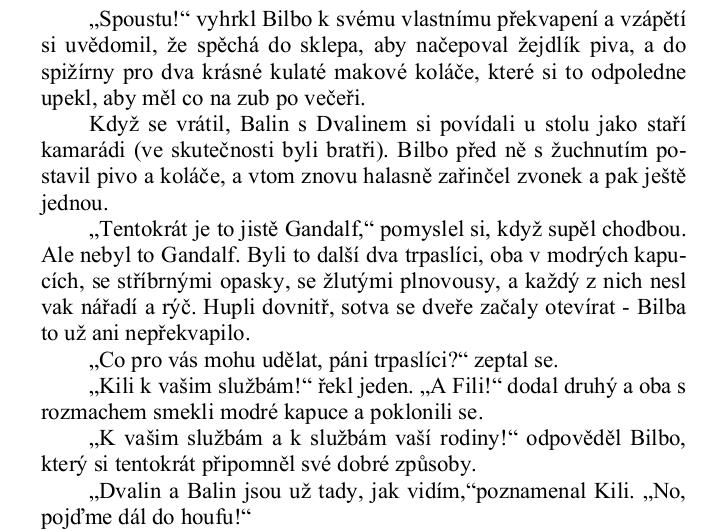 „Spoustu!“ vyhrkl Bilbo k svému vlastnímu překvapení a vzápětí
si uvědomil, že spěchá do sklepa, aby načepoval žejdlík piva, a do
spižírny pro dva krásné kulaté makové koláče, které si to odpoledne
upekl, aby měl co na zub po večeři.
Když se vrátil, Balin s Dvalinem si povídali u stolu jako staří
kamarádi (ve skutečnosti byli bratři). Bilbo před ně s žuchnutím po-
stavil pivo a koláče, a vtom znovu halasně zařinčel zvonek a pak ještě
jednou.
„Tentokrát je to jistě Gandalf,“ pomyslel si, když supěl chodbou.
Ale nebyl to Gandalf. Byli to další dva trpaslíci, oba v modrých kapu-
cích, se stříbrnými opasky, se žlutými plnovousy, a každý z nich nesl
vak nářadí a rýč. Hupli dovnitř, sotva se dveře začaly otevírat - Bilba
to už ani nepřekvapilo.
„Co pro vás mohu udělat, páni trpaslíci?“ zeptal se.
„Kili k vašim službám!“ řekl jeden. „A Fili!“ dodal druhý a oba s
rozmachem smekli modré kapuce a poklonili se.
„K vašim službám a k službám vaší rodiny!“ odpověděl Bilbo,
který si tentokrát připomněl své dobré způsoby.
„Dvalin a Balin jsou už tady, jak vidím,“poznamenal Kili. „No,
pojďme dál do houfu!“